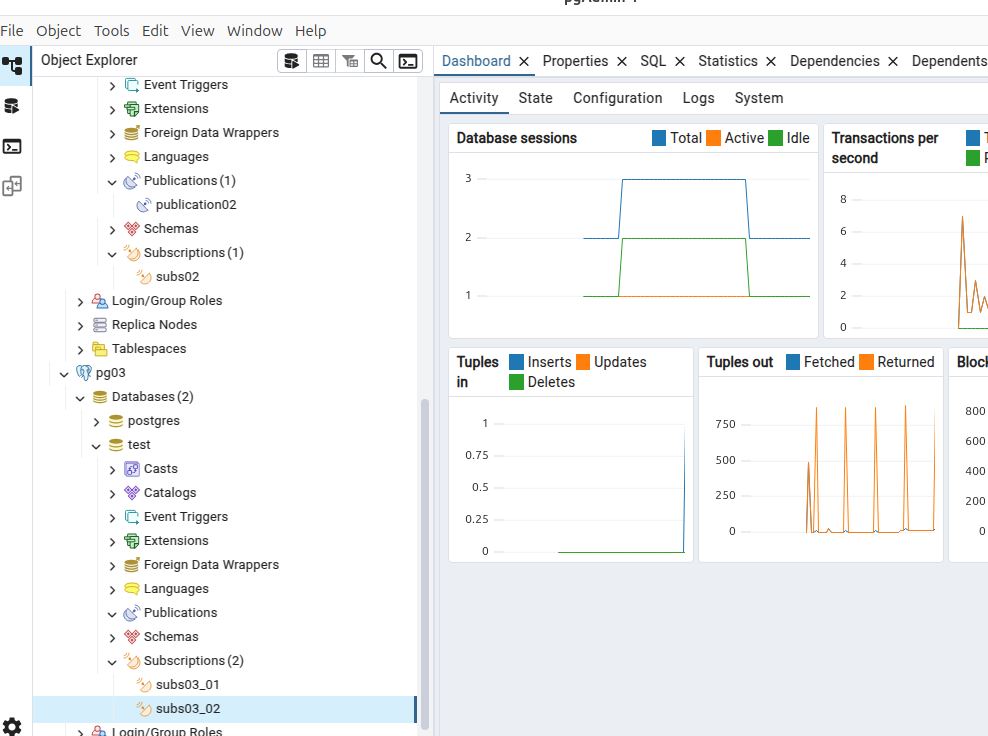 File Object Tools Edit View Window Help
Object Explorer
Event Triggers
Extensions
Foreign Data Wrappers
Languages
Publications (1)
publication02
Schemas
Subscriptions (1)
subs02
Login/Group Roles
Replica Nodes
Tablespaces
pg03
Databases (2)
postgres
test
Casts
Catalogs
Event Triggers
Extensions
Foreign Data Wrappers
Languages
Publications
Schemas
Subscriptions (2)
subs03_01
subs03_02
Login/Group Roles
Dashboard Properties SQL Statistics Dependencies Dependents
Activity State Configuration Logs System
Database sessions Total Active Idle
3
2
1
Transactions per
second
8
6
4
2
0
Tuples
in
Inserts Updates
Deletes
1
0.75
0.5
0.25
0
Tuples out Fetched Returned
750
500
250
0
Block
800
600
400
200
0